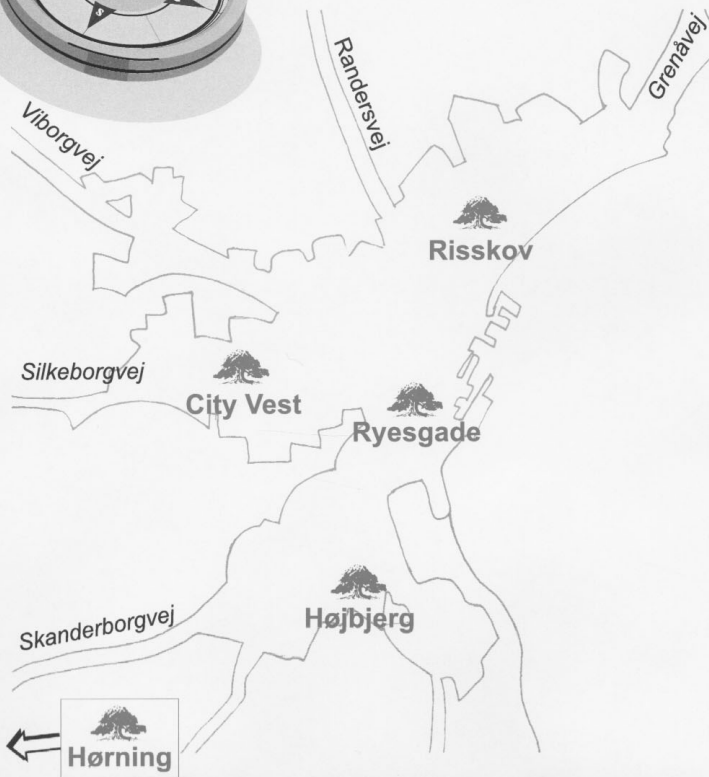 S
Randersvej
Grenåvej
Viborgvej
Risskov
Silkeborgvej
City Vest
Ryesgade
Højbjerg
Skanderborgvej
Hørning